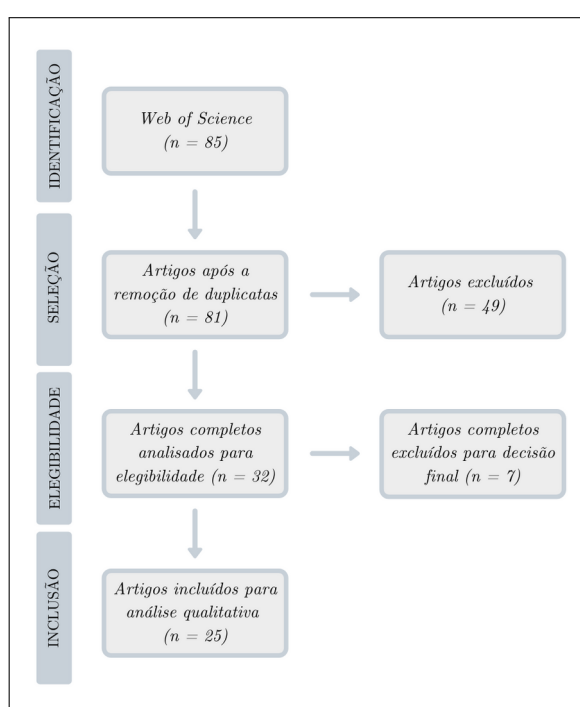 IDENTIFICAÇÃO
Web of Science
(n = 85)
SELEÇÃO
Artigos após a
remoção de duplicatas
(n = 81)
Artigos excluídos
(n = 49)
ELEGIBILIDADE
Artigos completos
analisados para
elegibilidade (n = 32)
Artigos completos
excluídos para decisão
final (n = 7)
INCLUSÃO
Artigos incluídos para
análise qualitativa
(n = 25)